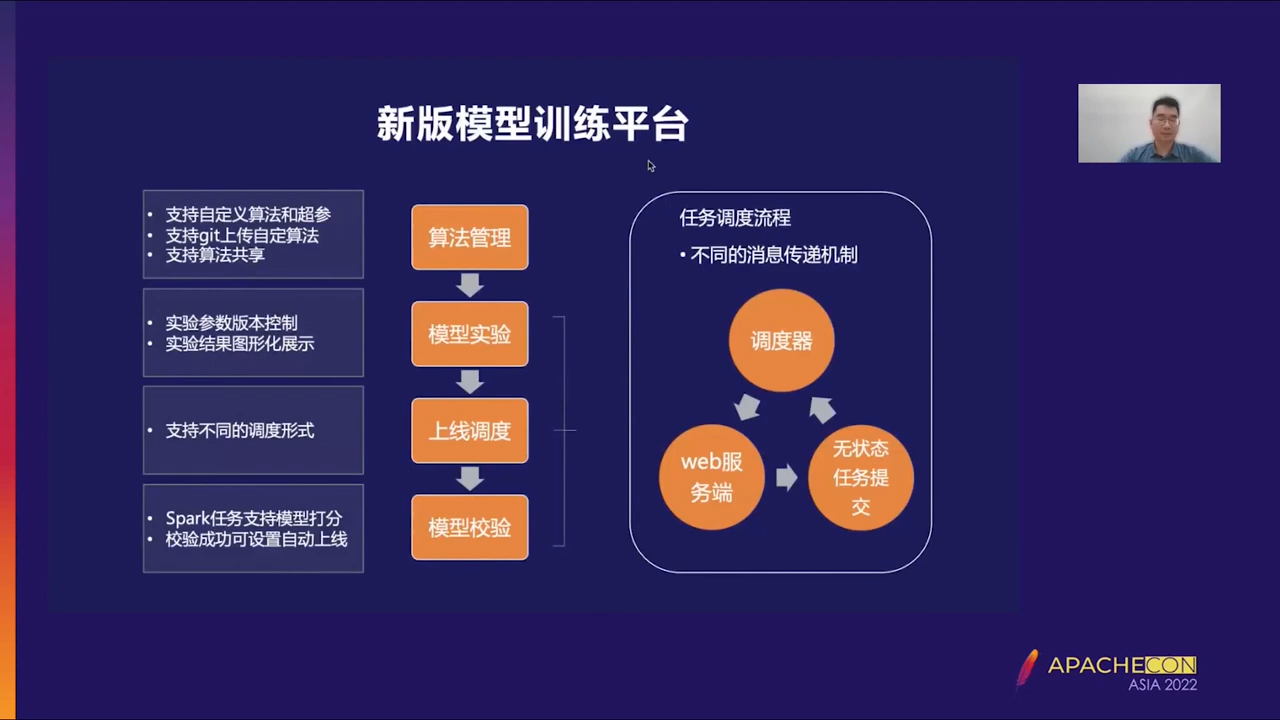 新版模型训练平台
• 支持自定义算法和超参
• 支持git上传自定算法
• 支持算法共享
• 实验参数版本控制
• 实验结果图形化展示
• 支持不同的调度形式
• Spark任务支持模型打分
• 校验成功可设置自动上线
算法管理
模型实验
上线调度
模型校验
任务调度流程
• 不同的消息传递机制
调度器
web服
务端
无状态
任务提
交
APACHECON
ASIA 2022